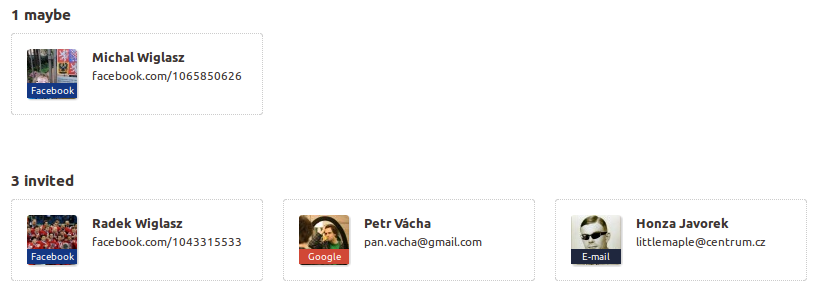 1 maybe
Michal Wiglasz
facebook.com/1065850626
Facebook
3 invited
Radek Wiglasz
facebook.com/1043315533
Facebook
Petr Vácha
pan.vacha@gmail.com
Google
Honza Javorek
littlemaple@centrum.cz
E-mail